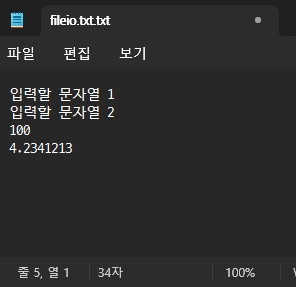 fileio.txt.txt
파일 편집 보기
입력할 문자열 1
입력할 문자열 2
100
4.2341213
줄 5, 열 1 34자 100%